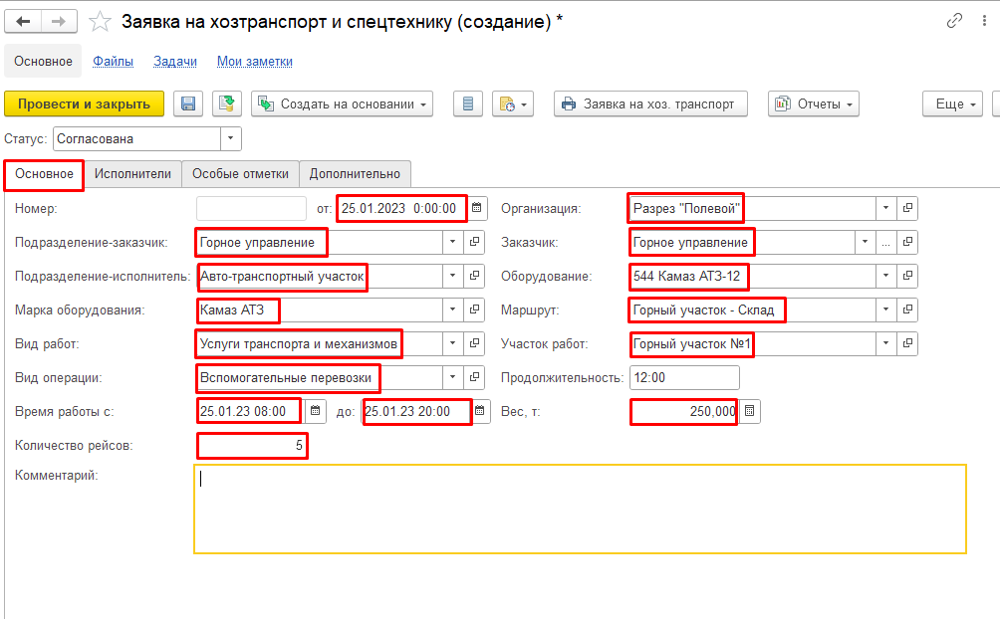 Заявка на хозтранспорт и спецтехнику (создание) *
Основное Файлы Задачи Мои заметки
Провести и закрыть Создать на основании Заявка на хоз. транспорт Отчеты Еще
Статус: Согласована
Основное Исполнители Особые отметки Дополнительно
Номер: от: 25.01.2023 0:00:00 Организация: Разрез "Полевой"
Подразделение-заказчик: Горное управление Заказчик: Горное управление ...
Подразделение-исполнитель: Авто-транспортный участок Оборудование: 544 Камаз АТЗ-12
Марка оборудования: Камаз АТЗ Маршрут: Горный участок - Склад
Вид работ: Услуги транспорта и механизмов Участок работ: Горный участок №1
Вид операции: Вспомогательные перевозки Продолжительность: 12:00
Время работы с: 25.01.23 08:00 до: 25.01.23 20:00 Вес, т: 250,000
Количество рейсов: 5
Комментарий: